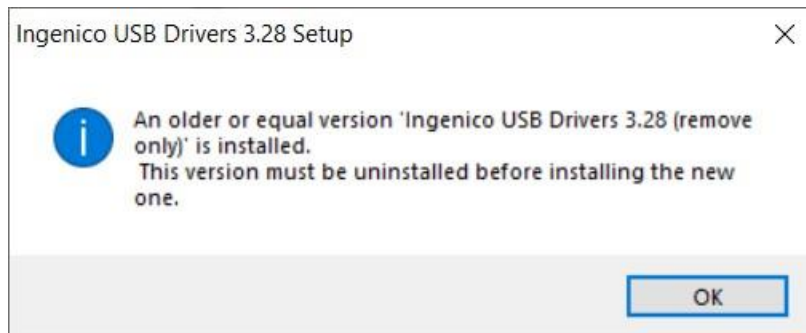 Ingenico USB Drivers 3.28 Setup
An older or equal version 'Ingenico USB Drivers 3.28 (remove
only)' is installed.
This version must be uninstalled before installing the new
one.
OK